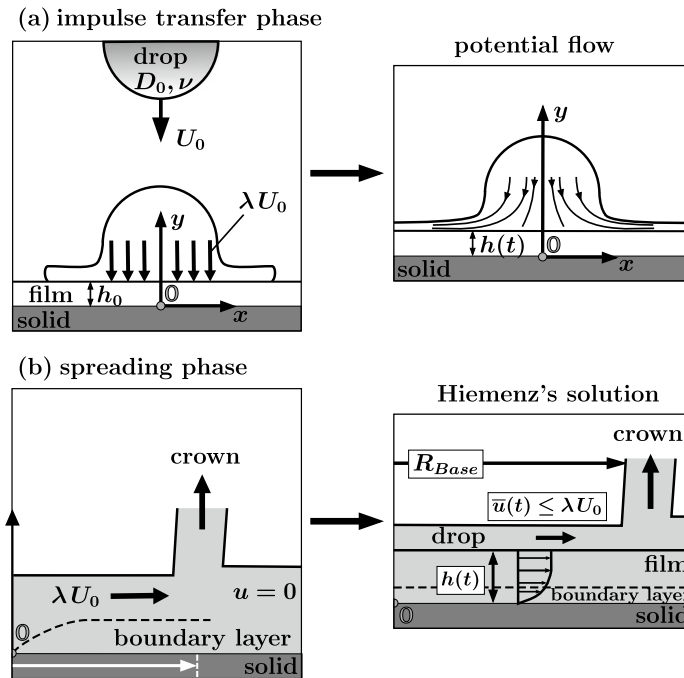 (a) impulse transfer phase
drop
D₀, ν
U₀
λU₀
y
film
h₀
0
x
solid
potential flow
y
h(t)
0
x
solid
(b) spreading phase
crown
λU₀
u = 0
0
boundary layer
solid
Hiemenz's solution
crown
R_Base
u̅(t) ≤ λU₀
drop
film
h(t)
boundary layer
0
solid